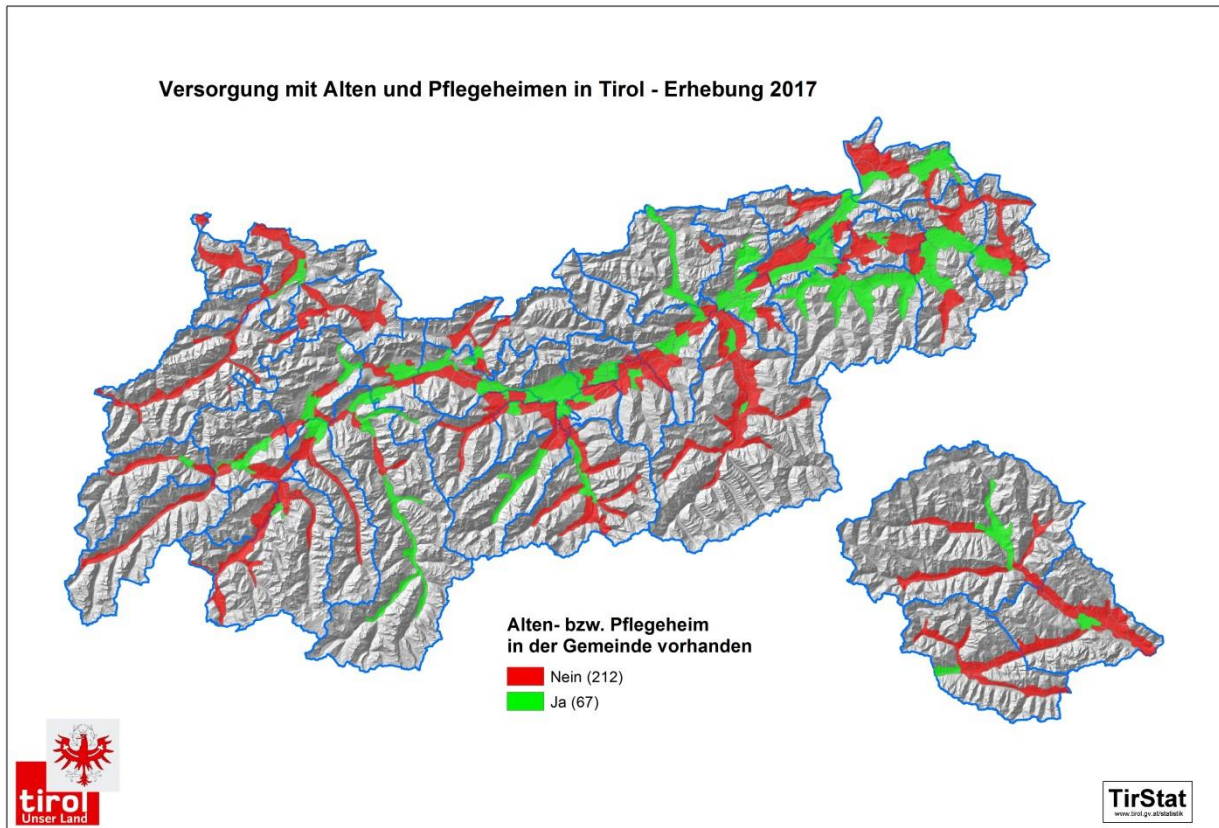 Versorgung mit Alten und Pflegeheimen in Tirol - Erhebung 2017
Alten- bzw. Pflegeheim
in der Gemeinde vorhanden
Nein (212)
Ja (67)
tirol
Unser Land
TirStat
www.tirol.gv.at/statistik